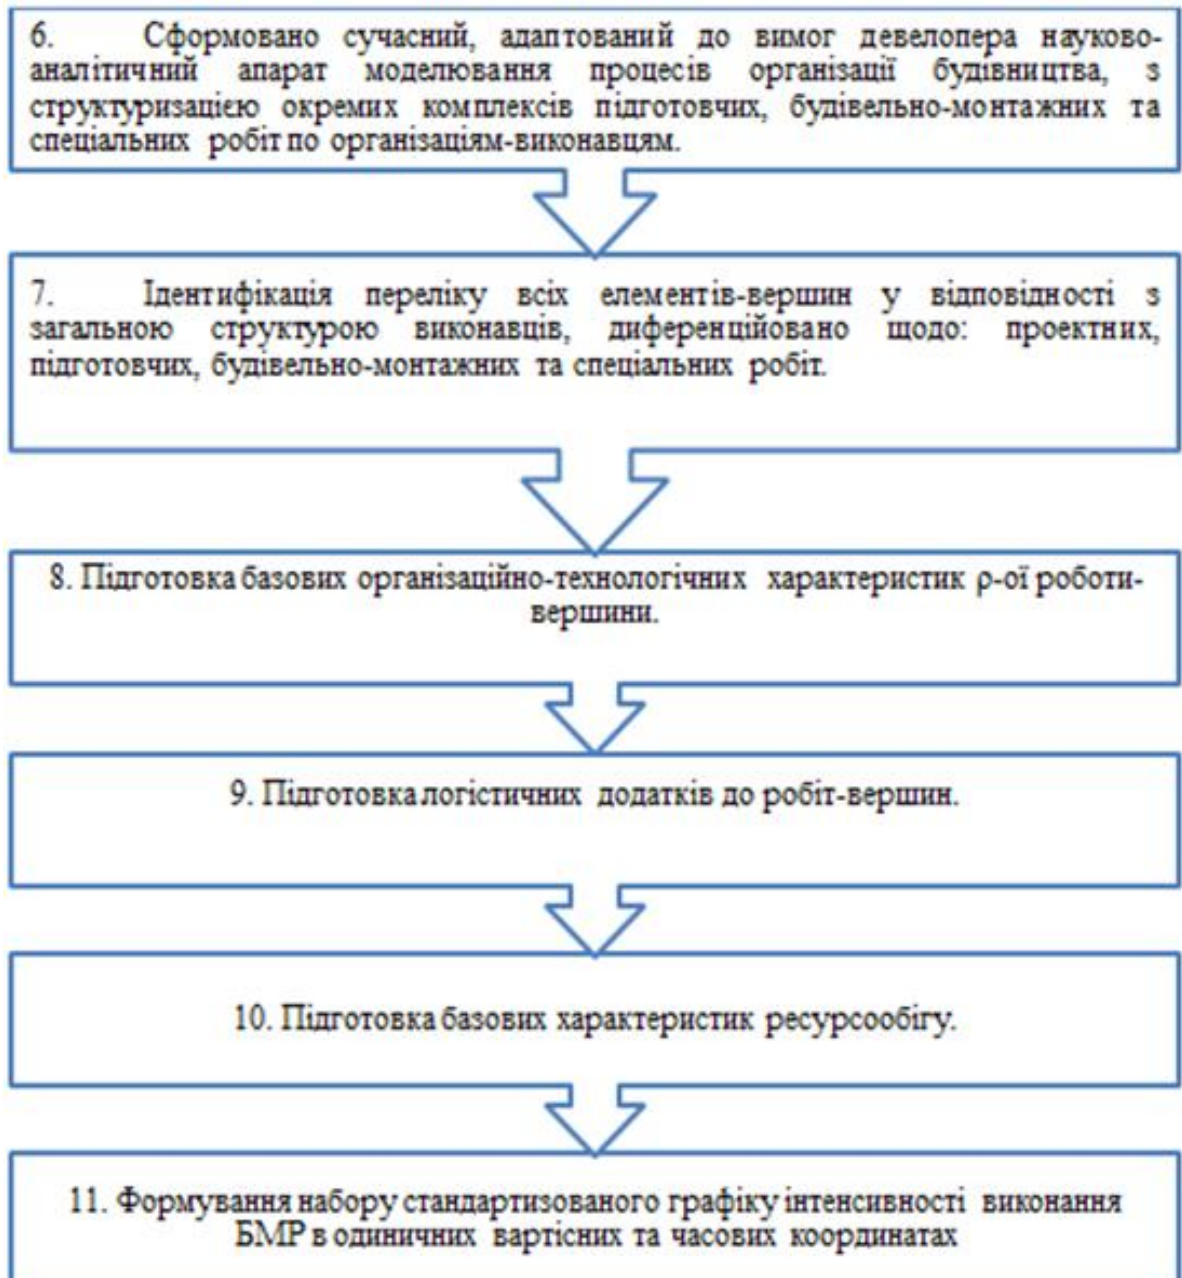 6. Сформовано сучасний, адаптований до вимог девелопера науково-
аналітичний апарат моделювання процесів організації будівництва, з
структуризацією окремих комплексів підготовчих, будівельно-монтажних та
спеціальних робіт по організаціям-виконавцям.
7. Ідентифікація переліку всіх елементів-вершин у відповідності з
загальною структурою виконавців, диференційовано щодо: проектних,
підготовчих, будівельно-монтажних та спеціальних робіт.
8. Підготовка базових організаційно-технологічних характеристик ρ-ої роботи-
вершини.
9. Підготовка логістичних додатків до робіт-вершин.
10. Підготовка базових характеристик ресурсообігу.
11. Формування набору стандартизованого графіку інтенсивності виконання
БМР в одиничних вартісних та часових координатах